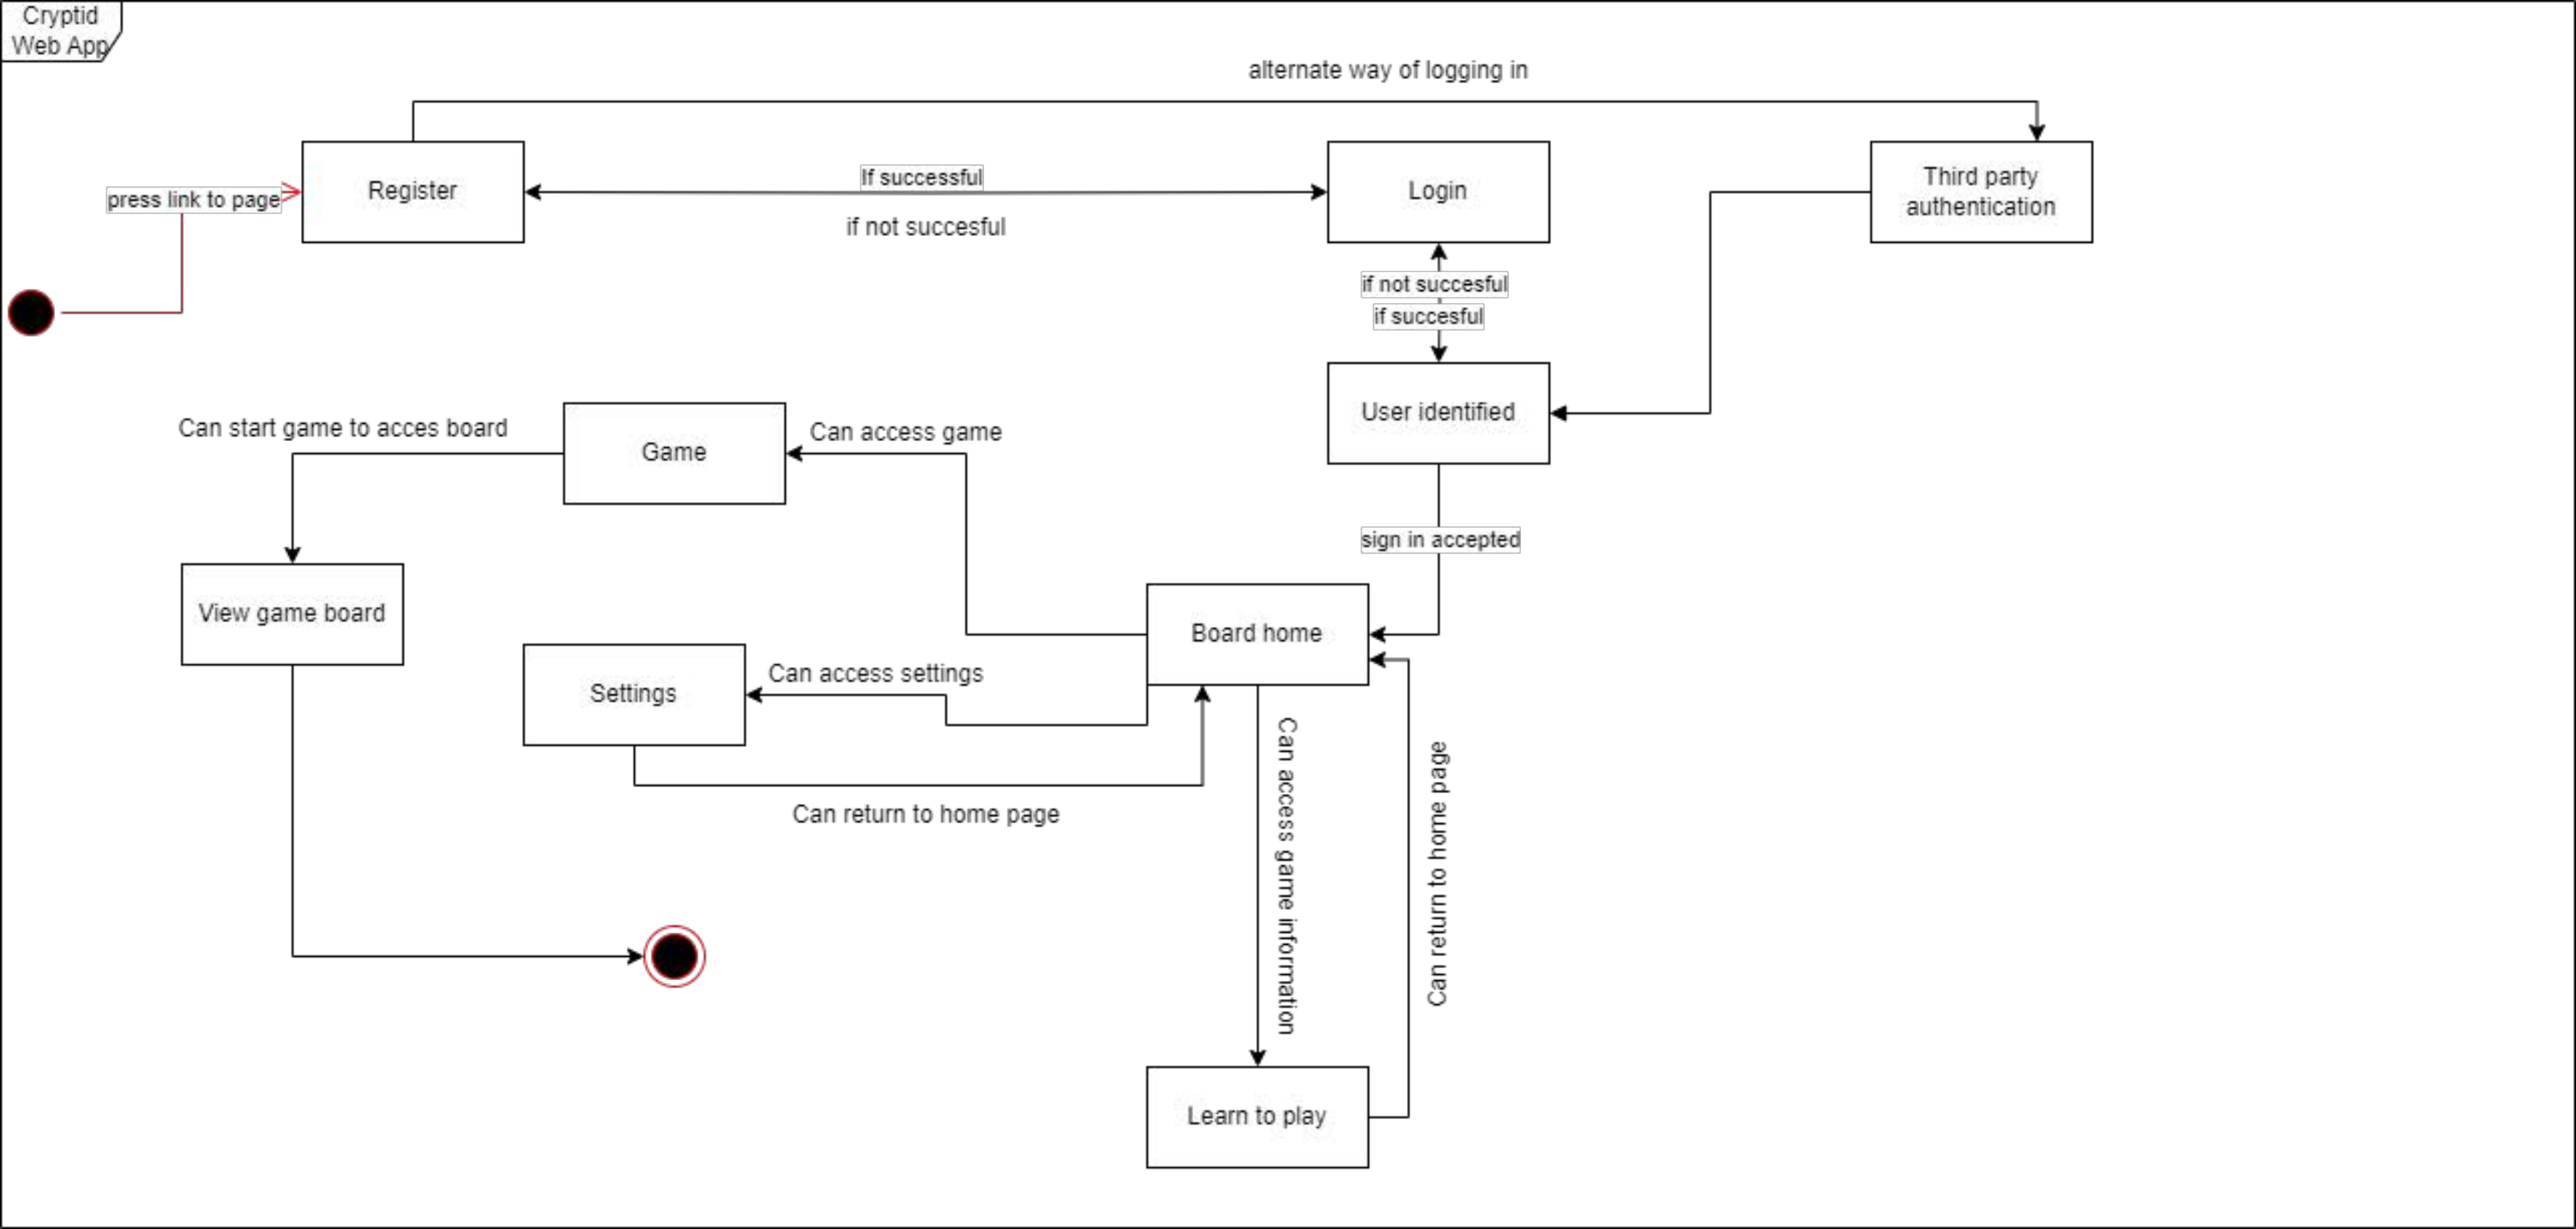 Cryptid
Web App
alternate way of logging in
Register
If successful
if not succesful
Login
Third party
authentication
press link to page
if not succesful
if succesful
User identified
Can start game to acces board
Game
Can access game
sign in accepted
View game board
Board home
Settings
Can access settings
Can return to home page
Can access game information
Can return to home page
Learn to play